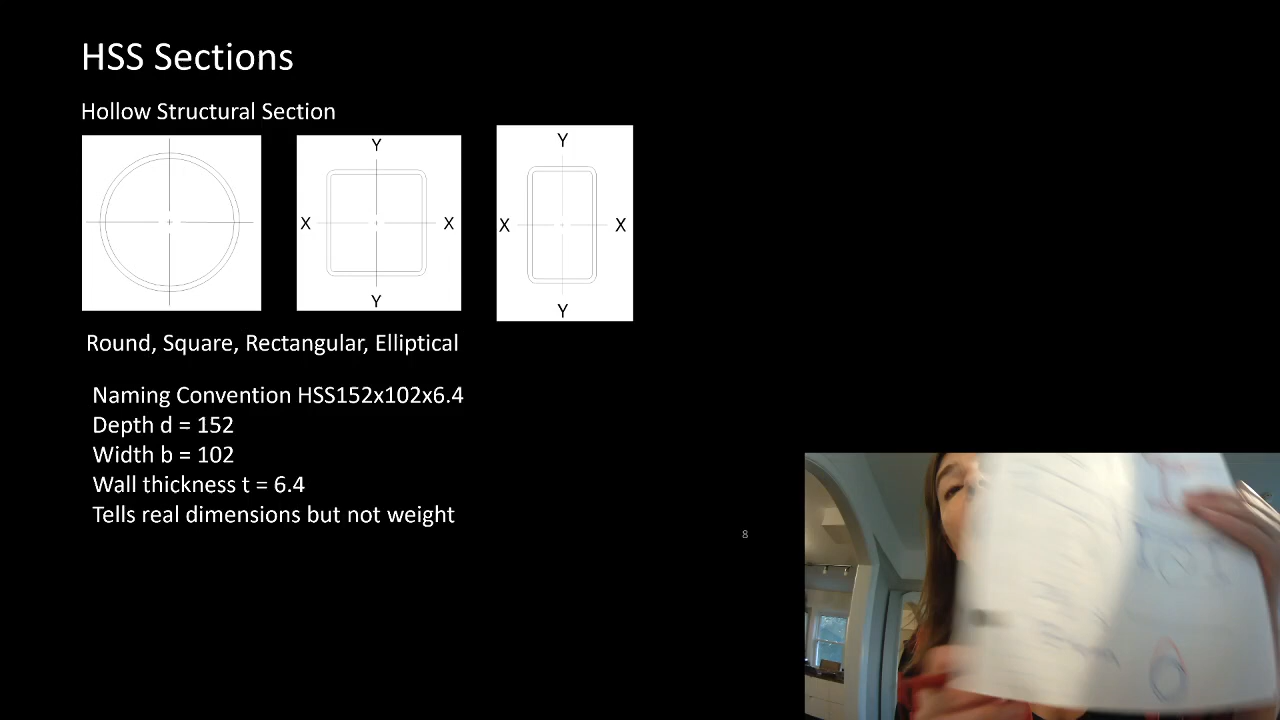 HSS Sections
Hollow Structural Section
Y
Y
X
X
X
X
Y
Y
Round, Square, Rectangular, Elliptical
Naming Convention HSS152x102x6.4
Depth d = 152
Width b = 102
Wall thickness t = 6.4
Tells real dimensions but not weight
8